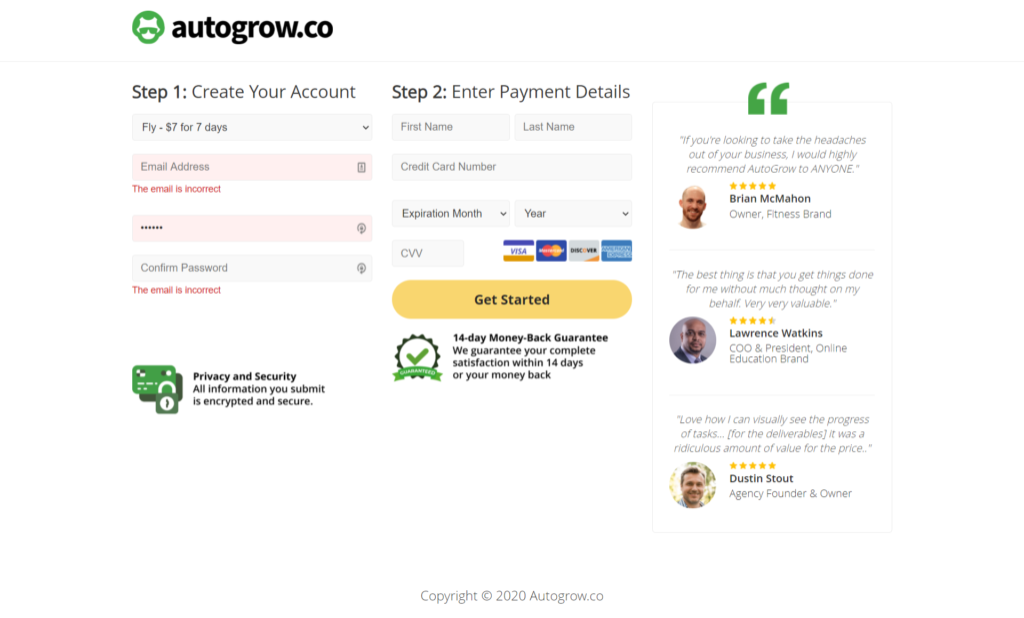 autogrow.co
Step 1: Create Your Account
Fly - $7 for 7 days
Email Address
The email is incorrect
••••••
Confirm Password
The email is incorrect
Privacy and Security
All information you submit
is encrypted and secure.
Step 2: Enter Payment Details
First Name Last Name
Credit Card Number
Expiration Month Year
CVV VISA MasterCard DISCOVER AMERICAN EXPRESS
Get Started
GUARANTEED
14-day Money-Back Guarantee
We guarantee your complete
satisfaction within 14 days
or your money back
"If you're looking to take the headaches
out of your business, I would highly
recommend AutoGrow to ANYONE."
Brian McMahon
Owner, Fitness Brand
"The best thing is that you get things done
for me without much thought on my
behalf. Very very valuable."
Lawrence Watkins
COO & President, Online
Education Brand
"Love how I can visually see the progress
of tasks... [for the deliverables] it was a
ridiculous amount of value for the price.."
Dustin Stout
Agency Founder & Owner
Copyright © 2020 Autogrow.co